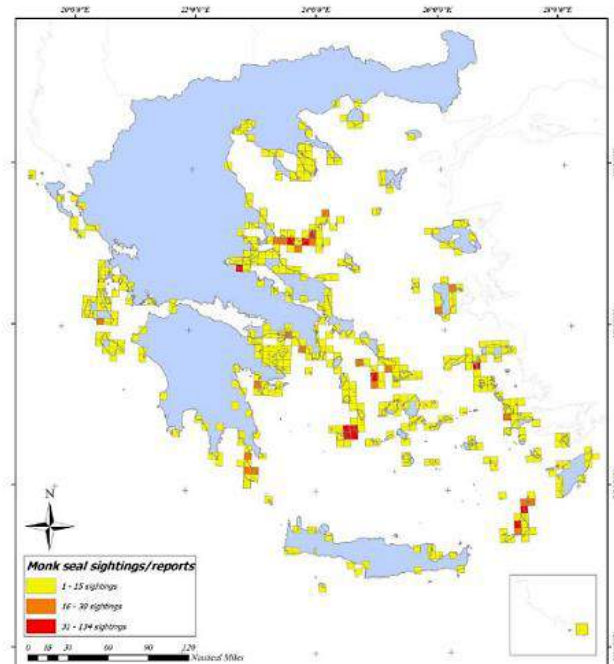 20°0'0"E 22°0'0"E 24°0'0"E 26°0'0"E 28°0'0"E
N
Monk seal sightings/reports
1 - 15 sightings
16 - 30 sightings
31 - 134 sightings
0 15 30 60 90 120
Nautical Miles